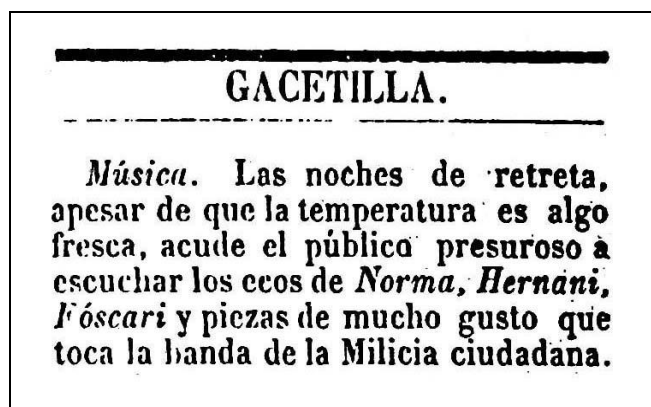 GACETILLA.
Música. Las noches de retreta,
apesar de que la temperatura es algo
fresca, acude el público presuroso à
escuchar los ecos de Norma, Hernani,
Fóscari y piezas de mucho gusto que
toca la banda de la Milicia ciudadana.